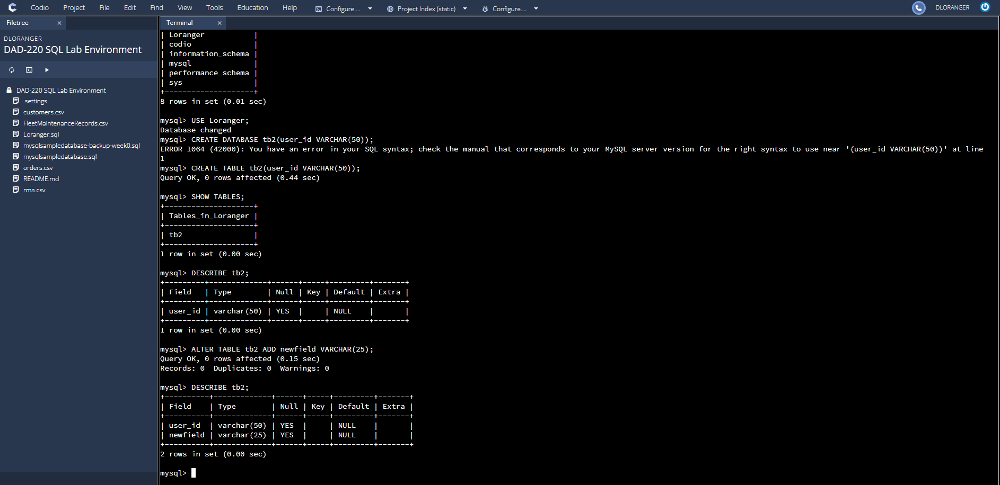 Codio Project File Edit Find View Tools Education Help Configure.... Project Index (static) Configure.... DLORANGER
Filetree ×
DLORANGER
DAD-220 SQL Lab Environment
DAD-220 SQL Lab Environment
.settings
customers.csv
FleetMaintenanceRecords.csv
Loranger.sql
mysqlsampledatabase-backup-week0.sql
mysqlsampledatabase.sql
orders.csv
README.md
rma.csv
Terminal ×
| Loranger           |
| codio              |
| information_schema |
| mysql              |
| performance_schema |
| sys                |
+--------------------+
8 rows in set (0.01 sec)
mysql> USE Loranger;
Database changed
mysql> CREATE DATABASE tb2(user_id VARCHAR(50));
ERROR 1064 (42000): You have an error in your SQL syntax; check the manual that corresponds to your MySQL server version for the right syntax to use near '(user_id VARCHAR(50))' at line
1
mysql> CREATE TABLE tb2(user_id VARCHAR(50));
Query OK, 0 rows affected (0.44 sec)
mysql> SHOW TABLES;
+--------------------+
| Tables_in_Loranger |
+--------------------+
| tb2                |
+--------------------+
1 row in set (0.00 sec)
mysql> DESCRIBE tb2;
+---------+-------------+------+-----+---------+-------+
| Field   | Type        | Null | Key | Default | Extra |
+---------+-------------+------+-----+---------+-------+
| user_id | varchar(50) | YES  |     | NULL    |       |
+---------+-------------+------+-----+---------+-------+
1 row in set (0.00 sec)
mysql> ALTER TABLE tb2 ADD newfield VARCHAR(25);
Query OK, 0 rows affected (0.15 sec)
Records: 0  Duplicates: 0  Warnings: 0
mysql> DESCRIBE tb2;
+----------+-------------+------+-----+---------+-------+
| Field    | Type        | Null | Key | Default | Extra |
+----------+-------------+------+-----+---------+-------+
| user_id  | varchar(50) | YES  |     | NULL    |       |
| newfield | varchar(25) | YES  |     | NULL    |       |
+----------+-------------+------+-----+---------+-------+
2 rows in set (0.00 sec)
mysql>